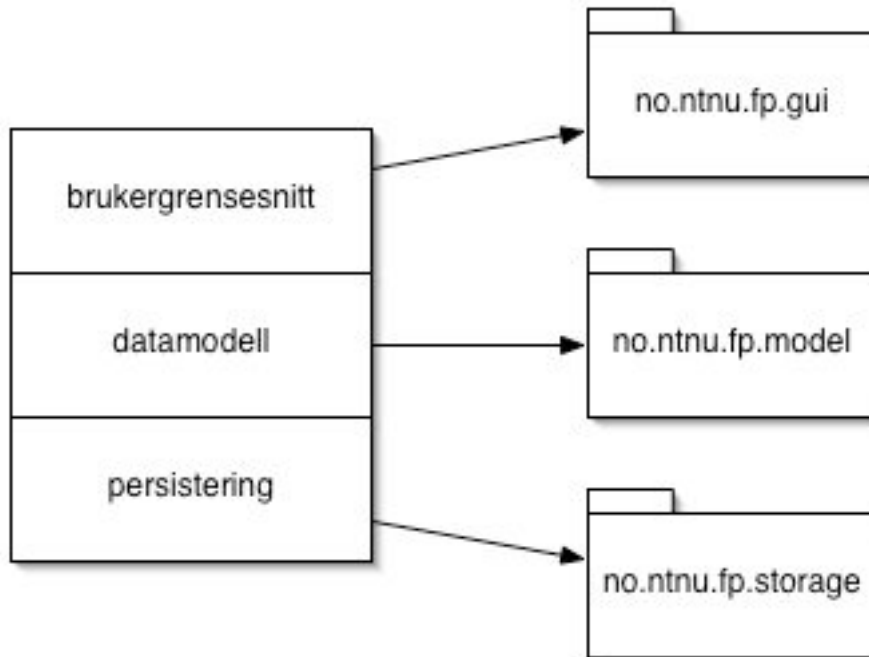 brukergrensesnitt
datamodell
persistering
no.ntnu.fp.gui
no.ntnu.fp.model
no.ntnu.fp.storage